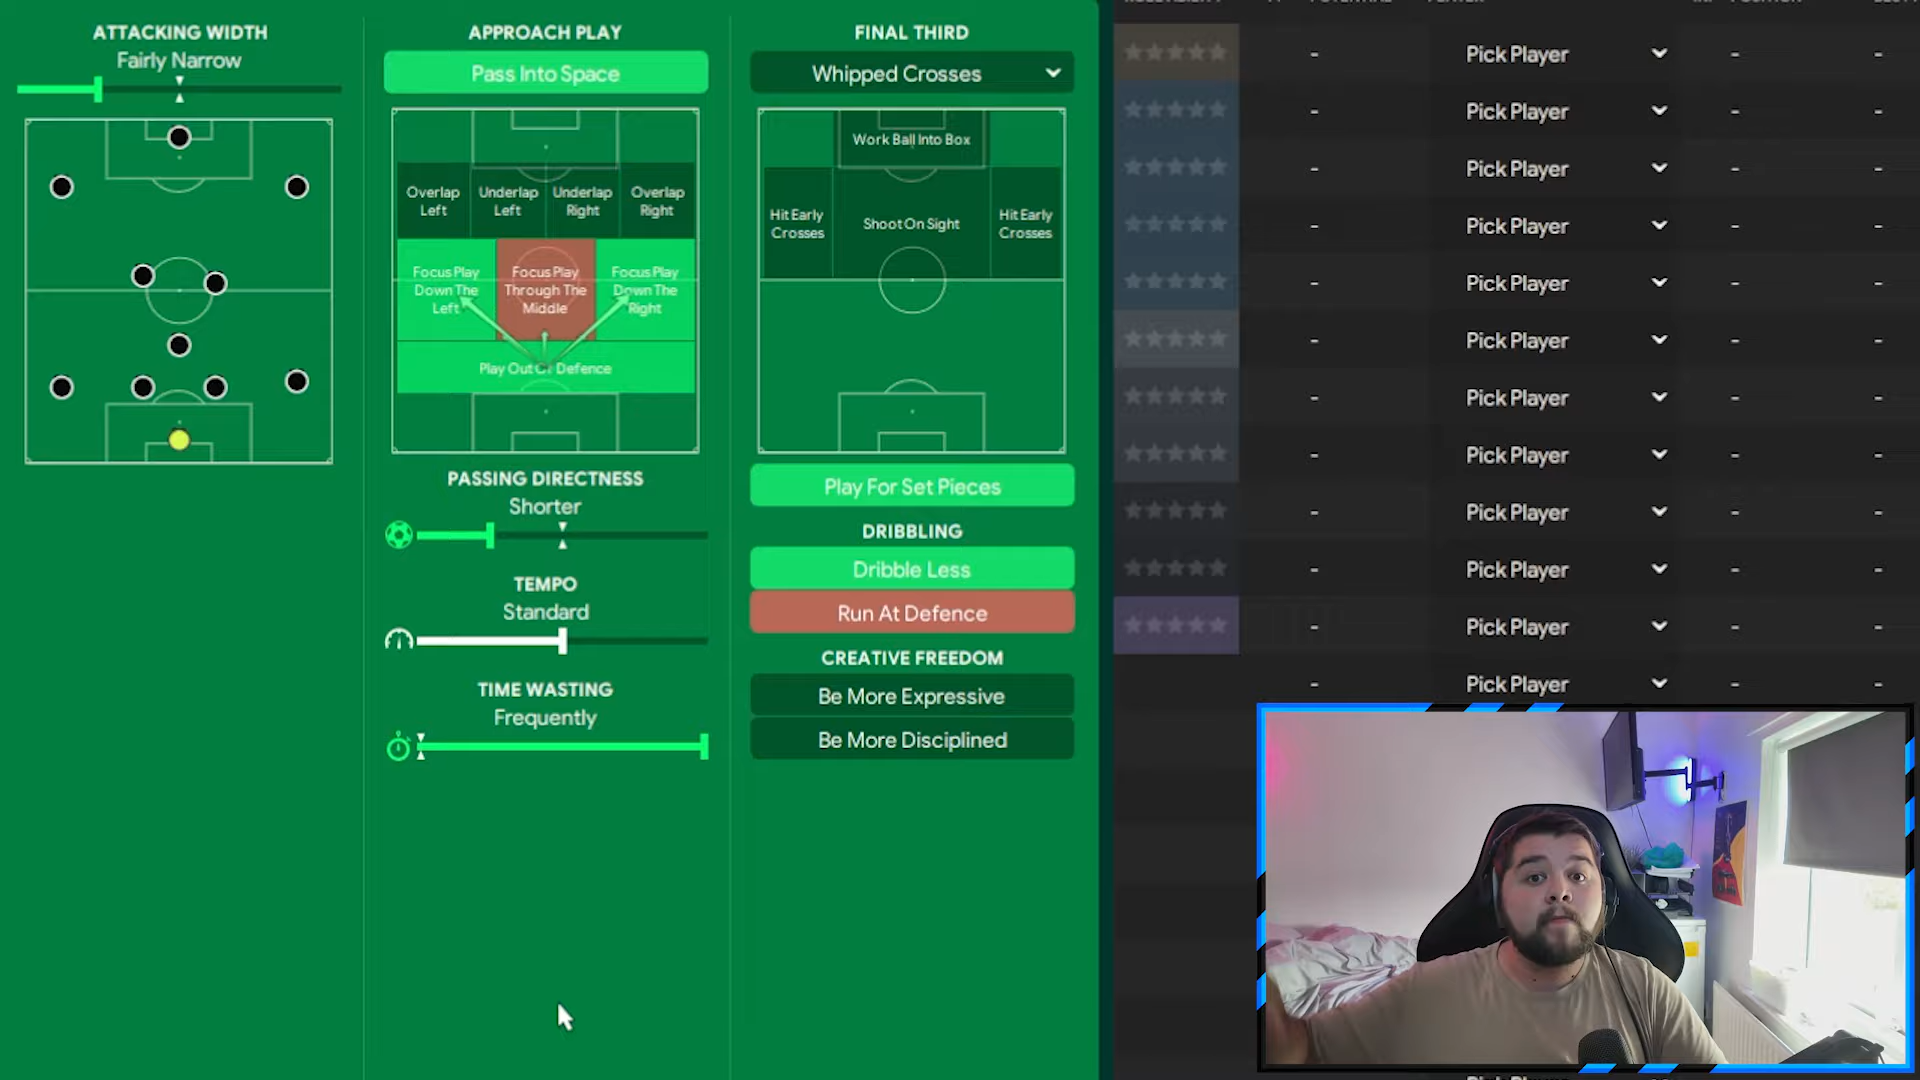 ATTACKING WIDTH
Fairly Narrow
APPROACH PLAY
Pass Into Space
Overlap Left
Underlap Left
Underlap Right
Overlap Right
Focus Play Down The Left
Focus Play Through The Middle
Focus Play Down The Right
Play Out Of Defence
PASSING DIRECTNESS
Shorter
TEMPO
Standard
TIME WASTING
Frequently
FINAL THIRD
Whipped Crosses
Work Ball Into Box
Hit Early Crosses
Shoot On Sight
Hit Early Crosses
Play For Set Pieces
DRIBBLING
Dribble Less
Run At Defence
CREATIVE FREEDOM
Be More Expressive
Be More Disciplined
- Pick Player - -
- Pick Player - -
- Pick Player - -
- Pick Player - -
- Pick Player - -
- Pick Player - -
- Pick Player - -
- Pick Player - -
- Pick Player - -
- Pick Player - -
- Pick Player - -
- Pick Player - -